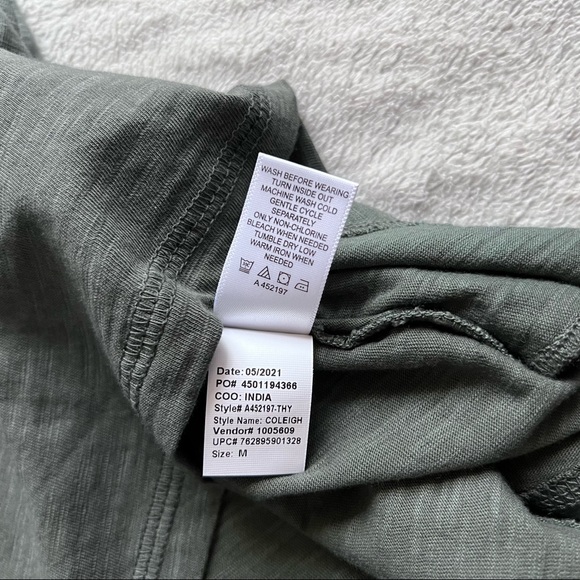 WASH BEFORE WEARING
TURN INSIDE OUT
MACHINE WASH COLD
GENTLE CYCLE
SEPARATELY
ONLY NON-CHLORINE
BLEACH WHEN NEEDED
TUMBLE DRY LOW
WARM IRON WHEN
NEEDED
A 452197
Date: 05/2021
PO# 4501194366
COO: INDIA
Style# A452197-THY
Style Name: COLEIGH
Vendor# 1005609
UPC# 762895901328
Size: M